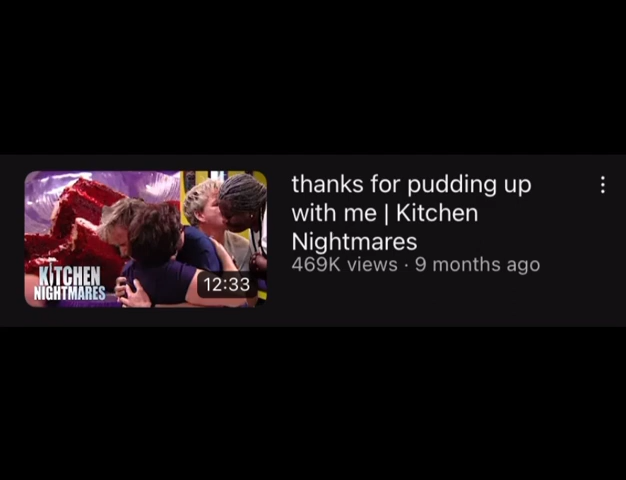 thanks for pudding up
with me | Kitchen
Nightmares
469K views · 9 months ago
KITCHEN
NIGHTMARES
12:33